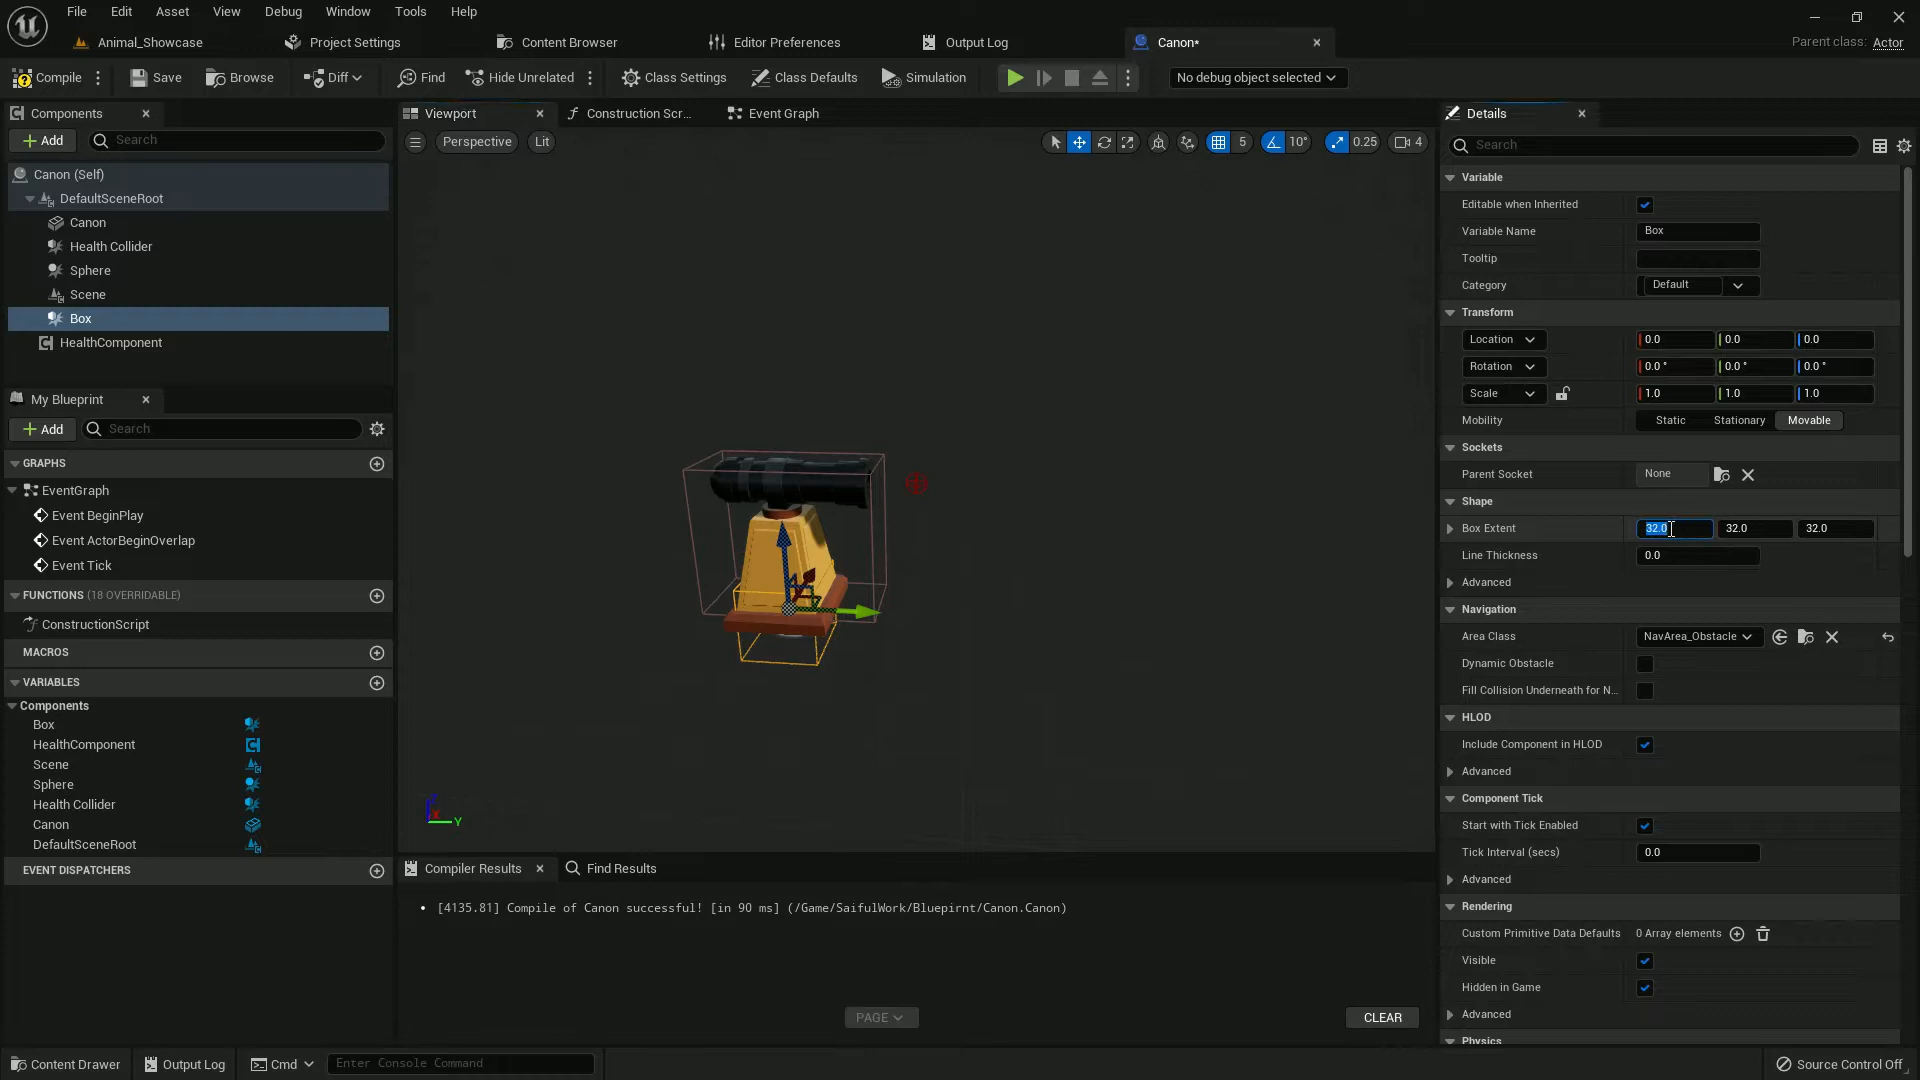 File Edit Asset View Debug Window Tools Help
Animal_Showcase Project Settings Content Browser Editor Preferences Output Log Canon* Parent class: Actor
Compile Save Browse Diff Find Hide Unrelated Class Settings Class Defaults Simulation No debug object selected
Components
Add Search
Canon (Self)
DefaultSceneRoot
Canon
Health Collider
Sphere
Scene
Box
HealthComponent
My Blueprint
Add Search
GRAPHS
EventGraph
Event BeginPlay
Event ActorBeginOverlap
Event Tick
FUNCTIONS (18 OVERRIDABLE)
ConstructionScript
MACROS
VARIABLES
Components
Box
HealthComponent
Scene
Sphere
Health Collider
Canon
DefaultSceneRoot
EVENT DISPATCHERS
Viewport Construction Scr... Event Graph
Perspective Lit 5 10° 0.25 4
Y
Compiler Results Find Results
• [4135.81] Compile of Canon successful! [in 90 ms] (/Game/SaifulWork/Bluepirnt/Canon.Canon)
PAGE CLEAR
Details
Search
Variable
Editable when Inherited
Variable Name Box
Tooltip
Category Default
Transform
Location 0.0 0.0 0.0
Rotation 0.0 ° 0.0 ° 0.0 °
Scale 1.0 1.0 1.0
Mobility Static Stationary Movable
Sockets
Parent Socket None
Shape
Box Extent 32.0 32.0 32.0
Line Thickness 0.0
Advanced
Navigation
Area Class NavArea_Obstacle
Dynamic Obstacle
Fill Collision Underneath for N...
HLOD
Include Component in HLOD
Advanced
Component Tick
Start with Tick Enabled
Tick Interval (secs) 0.0
Advanced
Rendering
Custom Primitive Data Defaults 0 Array elements
Visible
Hidden in Game
Advanced
Physics
Content Drawer Output Log Cmd Enter Console Command Source Control Off